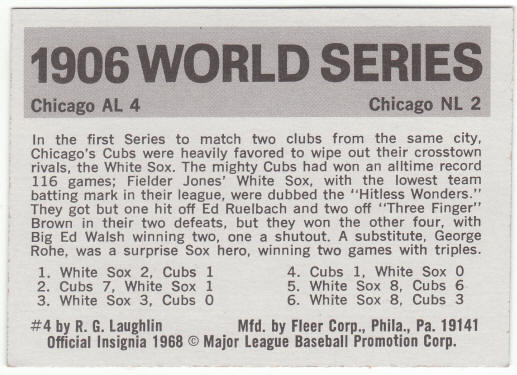 1906 WORLD SERIES
Chicago AL 4 Chicago NL 2
In the first Series to match two clubs from the same city,
Chicago's Cubs were heavily favored to wipe out their crosstown
rivals, the White Sox. The mighty Cubs had won an alltime record
116 games; Fielder Jones' White Sox, with the lowest team
batting mark in their league, were dubbed the "Hitless Wonders."
They got but one hit off Ed Ruelbach and two off "Three Finger"
Brown in their two defeats, but they won the other four, with
Big Ed Walsh winning two, one a shutout. A substitute, George
Rohe, was a surprise Sox hero, winning two games with triples.
1. White Sox 2, Cubs 1
2. Cubs 7, White Sox 1
3. White Sox 3, Cubs 0
4. Cubs 1, White Sox 0
5. White Sox 8, Cubs 6
6. White Sox 8, Cubs 3
#4 by R. G. Laughlin Mfd. by Fleer Corp., Phila., Pa. 19141
Official Insignia 1968 © Major League Baseball Promotion Corp.